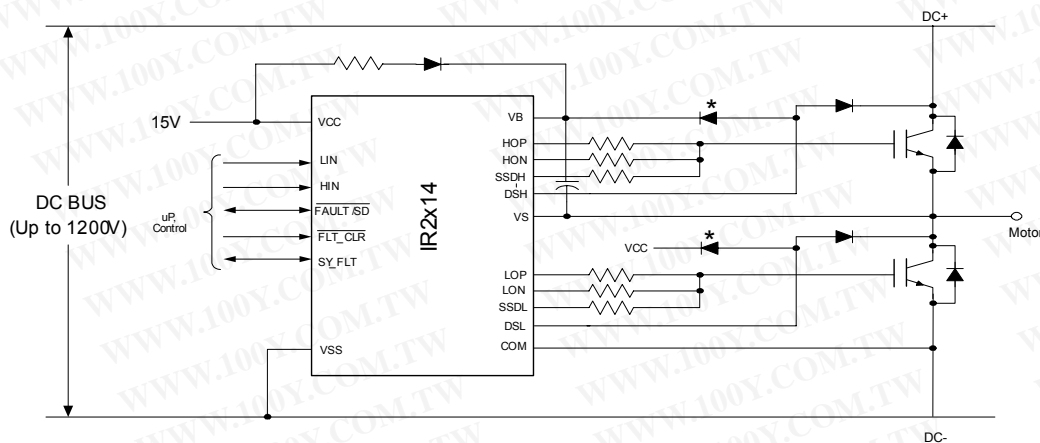 DC+
15V
VCC
LIN
HIN
FAULT/SD
FLT_CLR
SY_FLT
VSS
IR2x14
VB
HOP
HON
SSDH
DSH
VS
LOP
LON
SSDL
DSL
COM
*
VCC
*
DC BUS
(Up to 1200V)
uP,
Control
Motor
DC-
WWW.100Y.COM.TW